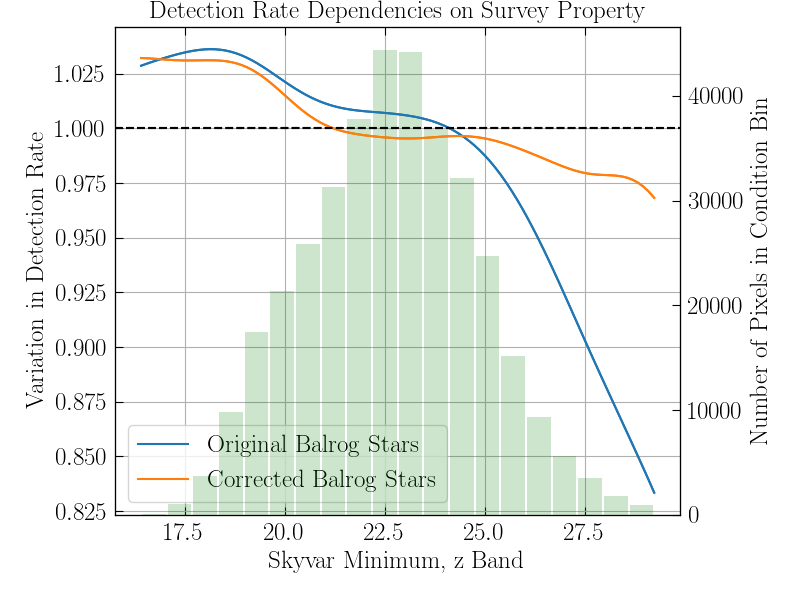 Detection Rate Dependencies on Survey Property
Variation in Detection Rate
1.025
1.000
0.975
0.950
0.925
0.900
0.875
0.850
0.825
40000
30000
20000
10000
0
Number of Pixels in Condition Bin
Original Balrog Stars
Corrected Balrog Stars
17.5 20.0 22.5 25.0 27.5
Skyvar Minimum, z Band